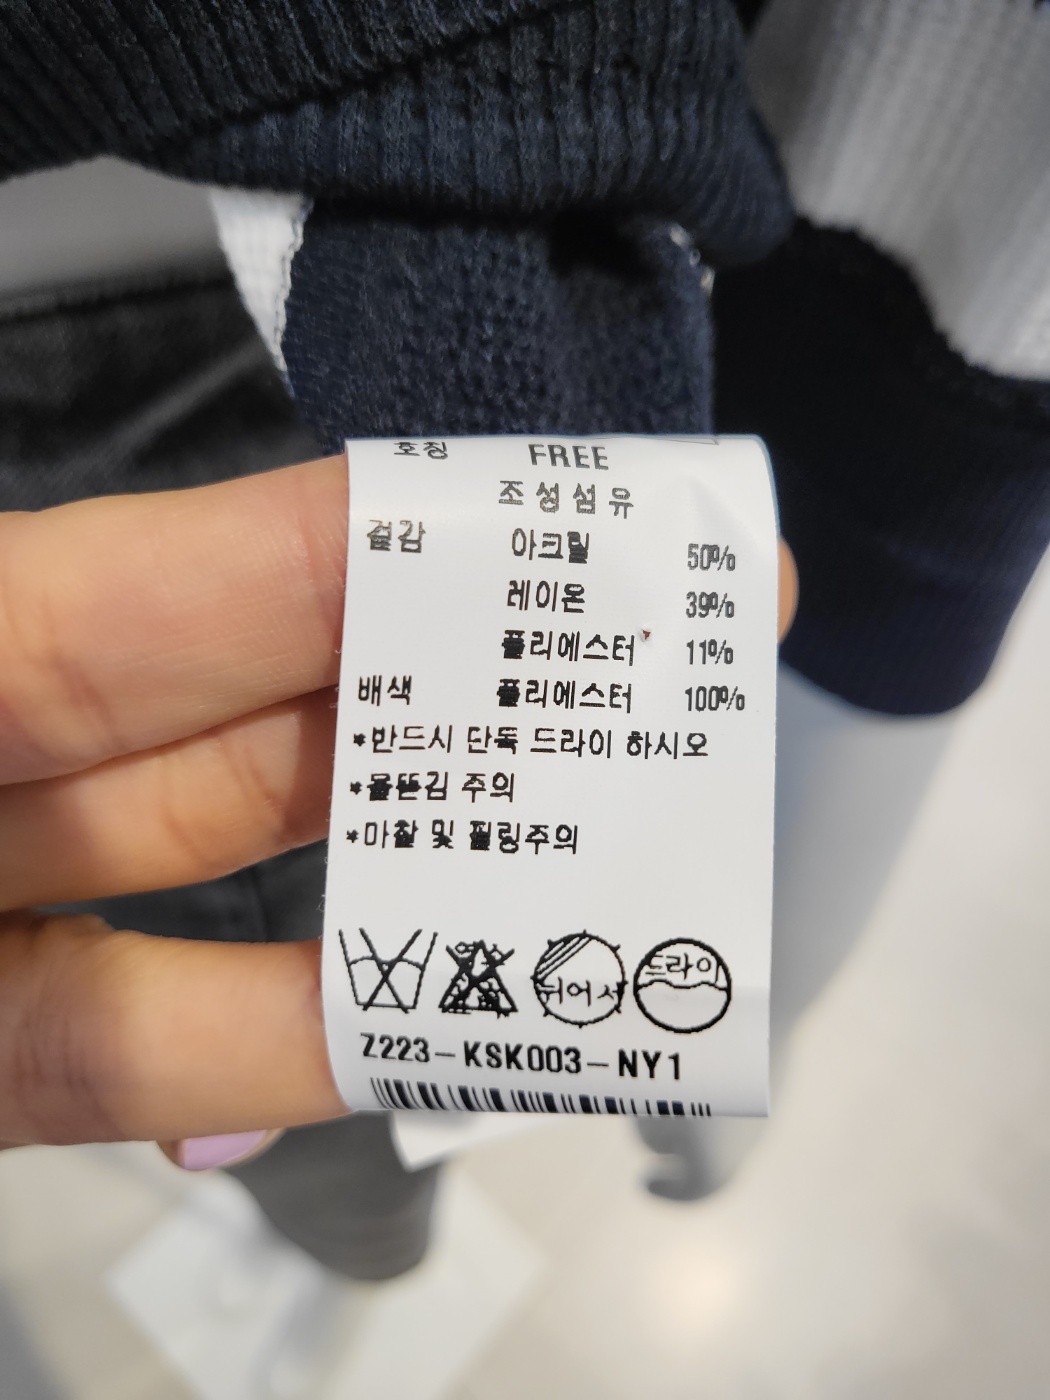 호칭 FREE
조성섬유
겉감 아크릴 50%
레이온 39%
폴리에스터 11%
배색 폴리에스터 100%
*반드시 단독 드라이 하시오
*물뜬김 주의
*마찰 및 필링주의
뉘어서 드라이
Z223-KSK003-NY1